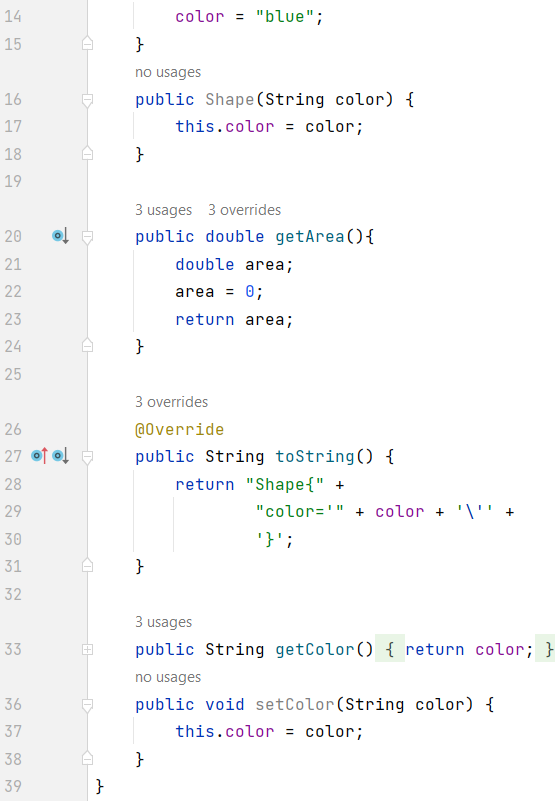 14 color = "blue";
15 }
no usages
16 public Shape(String color) {
17 this.color = color;
18 }
19
3 usages 3 overrides
20 public double getArea(){
21 double area;
22 area = 0;
23 return area;
24 }
25
3 overrides
26 @Override
27 public String toString() {
28 return "Shape{" +
29 "color='" + color + '\'' +
30 '}';
31 }
32
3 usages
33 public String getColor() { return color; }
no usages
36 public void setColor(String color) {
37 this.color = color;
38 }
39 }